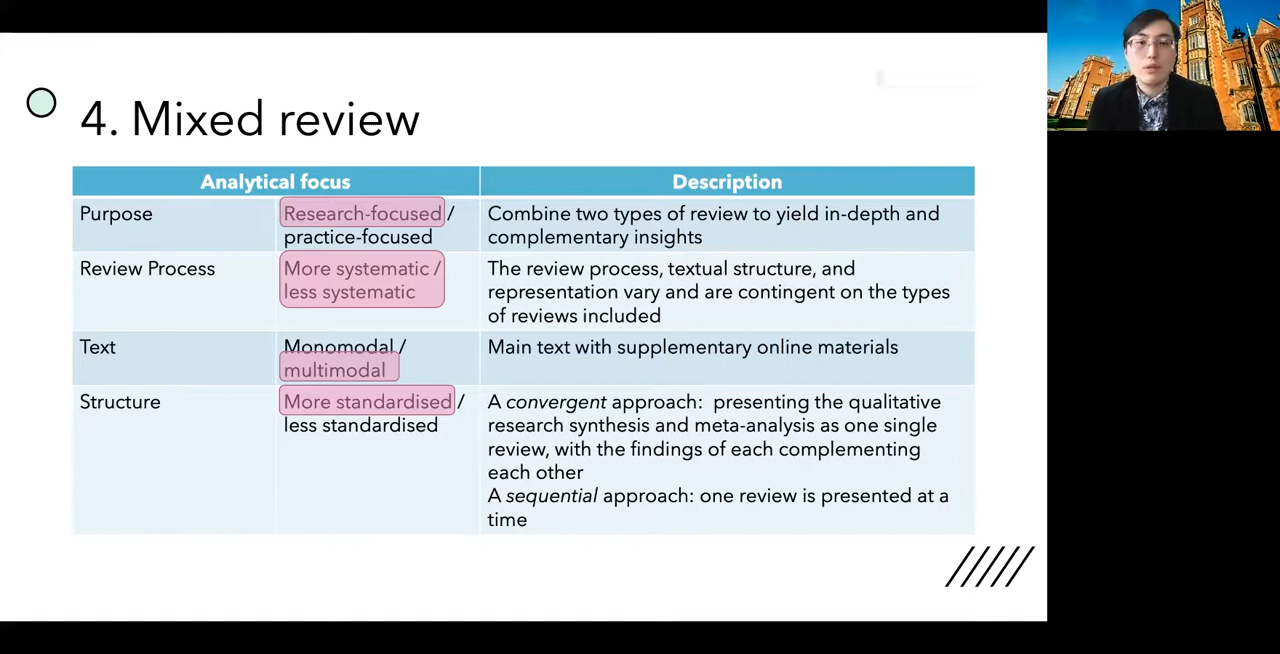 4. Mixed review
Analytical focus
Description
Purpose
Research-focused /
practice-focused
Combine two types of review to yield in-depth and
complementary insights
Review Process
More systematic /
less systematic
The review process, textual structure, and
representation vary and are contingent on the types
of reviews included
Text
Monomodal /
multimodal
Main text with supplementary online materials
Structure
More standardised /
less standardised
A convergent approach:  presenting the qualitative
research synthesis and meta-analysis as one single
review, with the findings of each complementing
each other
A sequential approach: one review is presented at a
time